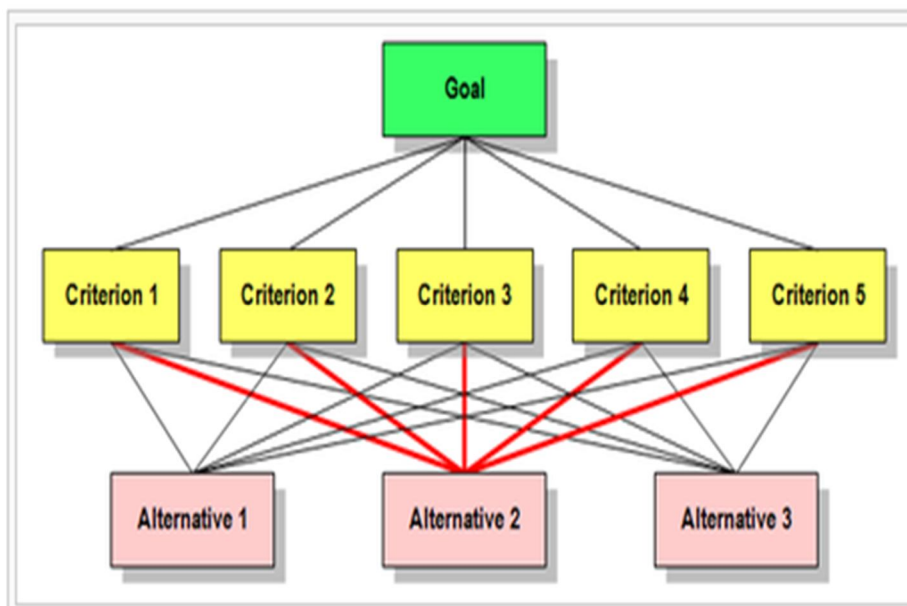 Goal
Criterion 1
Criterion 2
Criterion 3
Criterion 4
Criterion 5
Alternative 1
Alternative 2
Alternative 3